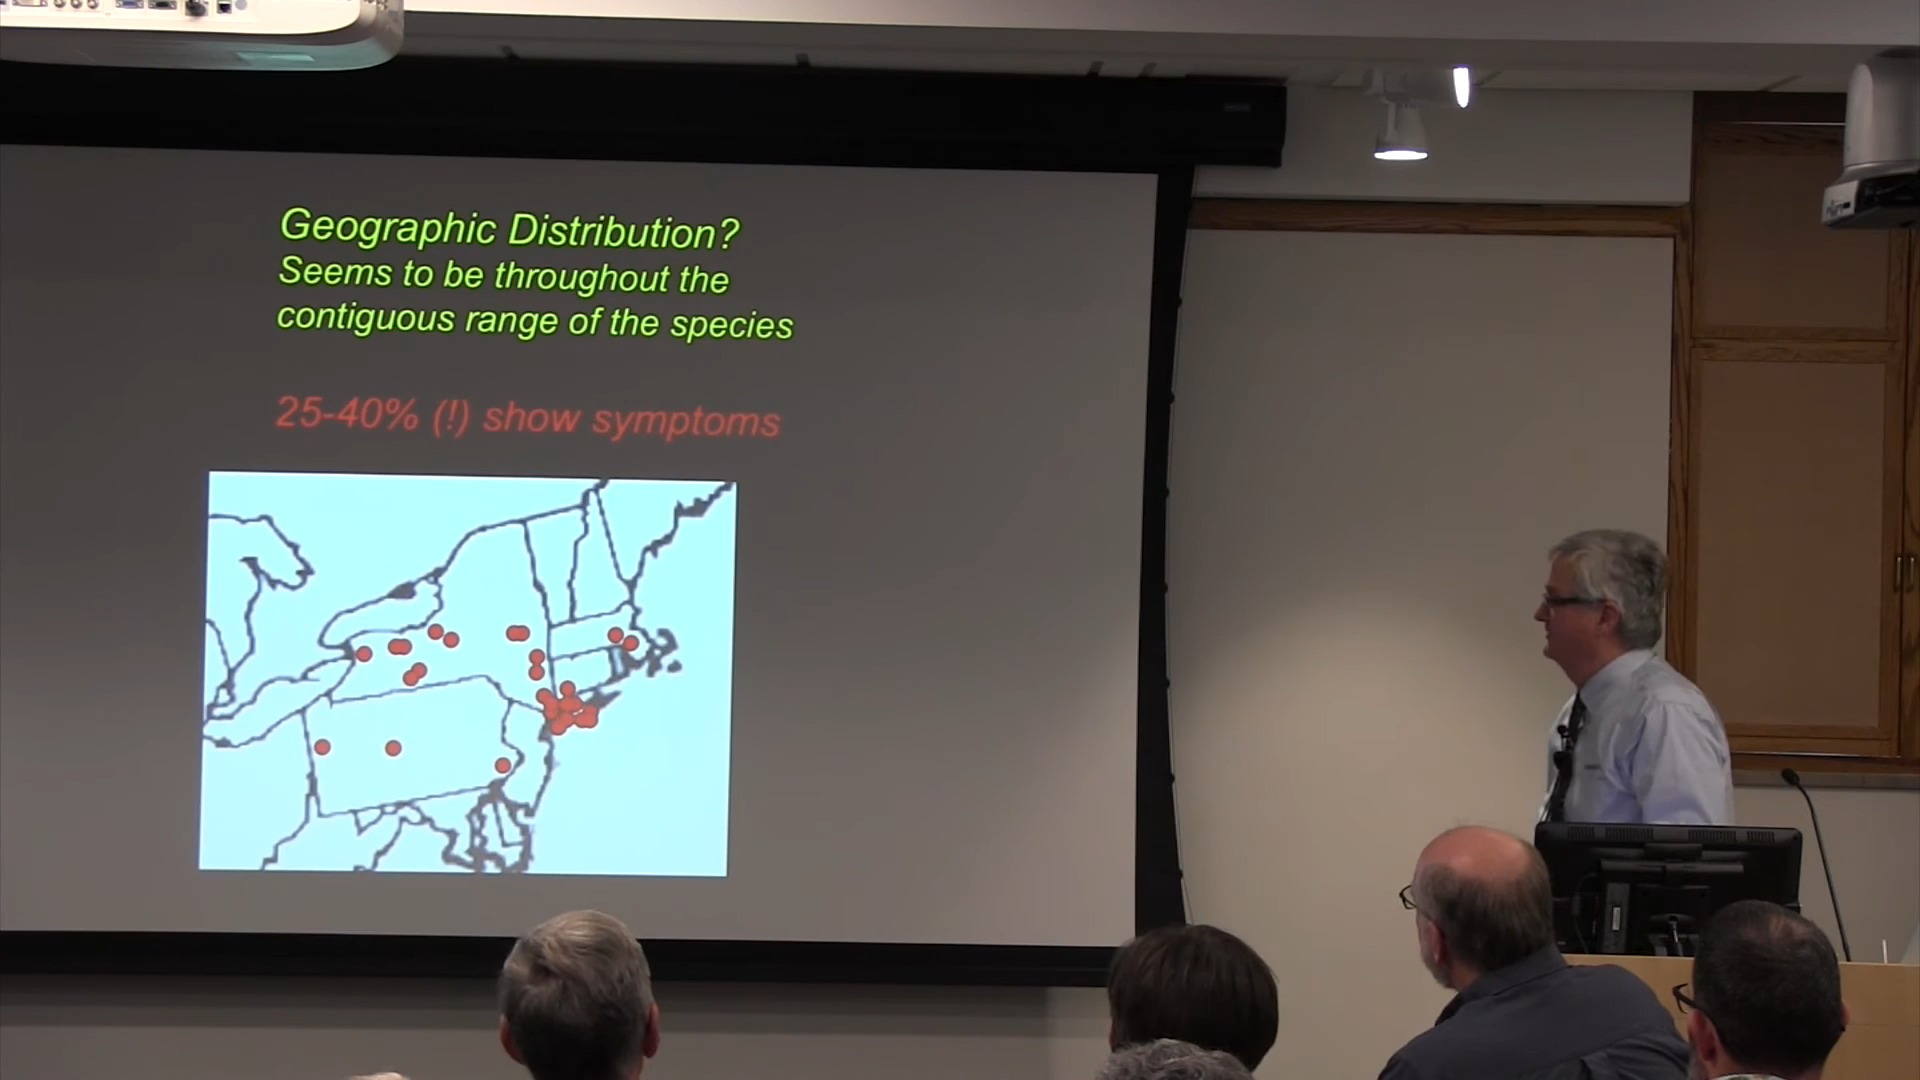 Geographic Distribution?
Seems to be throughout the
contiguous range of the species
25-40% (!) show symptoms